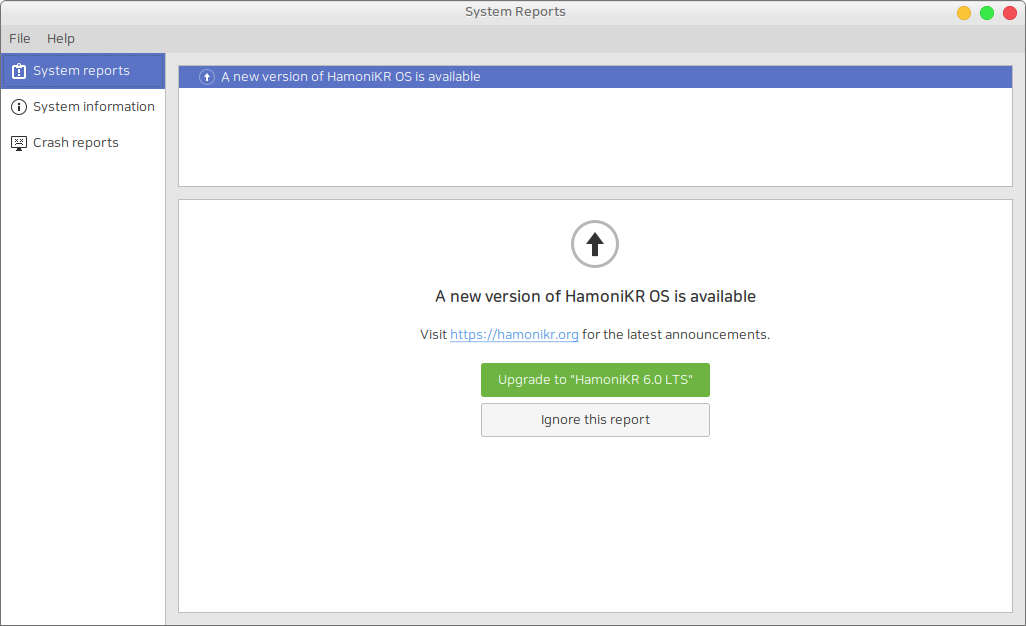 System Reports
File Help
System reports
System information
Crash reports
A new version of HamoniKR OS is available
A new version of HamoniKR OS is available
Visit https://hamonikr.org for the latest announcements.
Upgrade to "HamoniKR 6.0 LTS"
Ignore this report